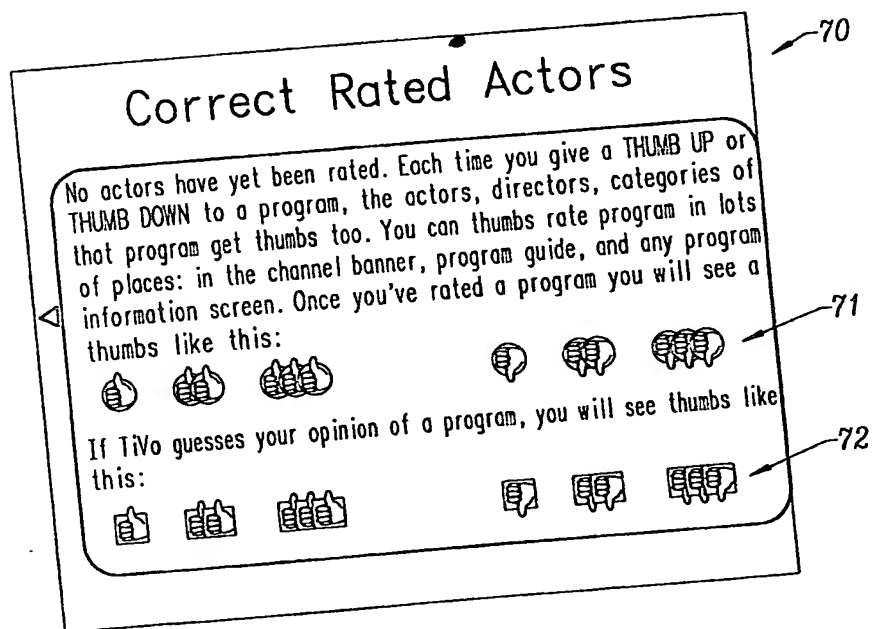 70
Correct Rated Actors
No actors have yet been rated. Each time you give a THUMB UP or
THUMB DOWN to a program, the actors, directors, categories of
that program get thumbs too. You can thumbs rate program in lots
of places: in the channel banner, program guide, and any program
information screen. Once you've rated a program you will see a
thumbs like this:
71
If TiVo guesses your opinion of a program, you will see thumbs like
this:
72